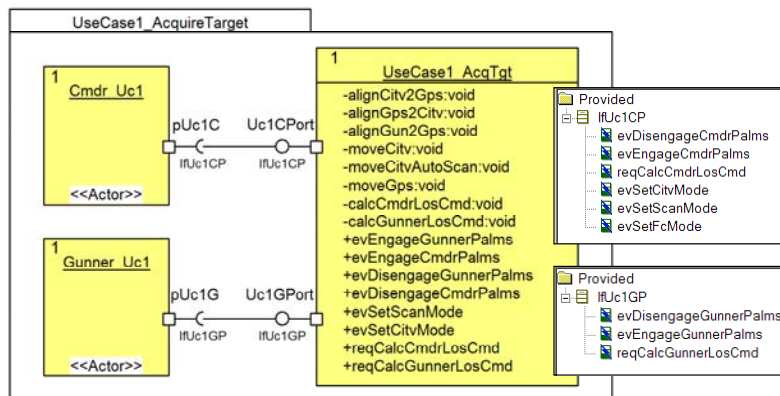 UseCase1_AcquireTarget
1
Cmdr_Uc1
<<Actor>>
pUc1C
IfUc1CP
Uc1CPort
IfUc1CP
1
Gunner_Uc1
<<Actor>>
pUc1G
IfUc1GP
Uc1GPort
IfUc1GP
1
UseCase1_AcqTgt
-alignCitv2Gps:void
-alignGps2Citv:void
-alignGun2Gps:void
-moveCitv:void
-moveCitvAutoScan:void
-moveGps:void
-calcCmdrLosCmd:void
-calcGunnerLosCmd:void
+evEngageGunnerPalms
+evEngageCmdrPalms
+evDisengageGunnerPalms
+evDisengageCmdrPalms
+evSetScanMode
+evSetCitvMode
+reqCalcCmdrLosCmd
+reqCalcGunnerLosCmd
Provided
IfUc1CP
evDisengageCmdrPalms
evEngageCmdrPalms
reqCalcCmdrLosCmd
evSetCitvMode
evSetScanMode
evSetFcMode
Provided
IfUc1GP
evDisengageGunnerPalms
evEngageGunnerPalms
reqCalcGunnerLosCmd